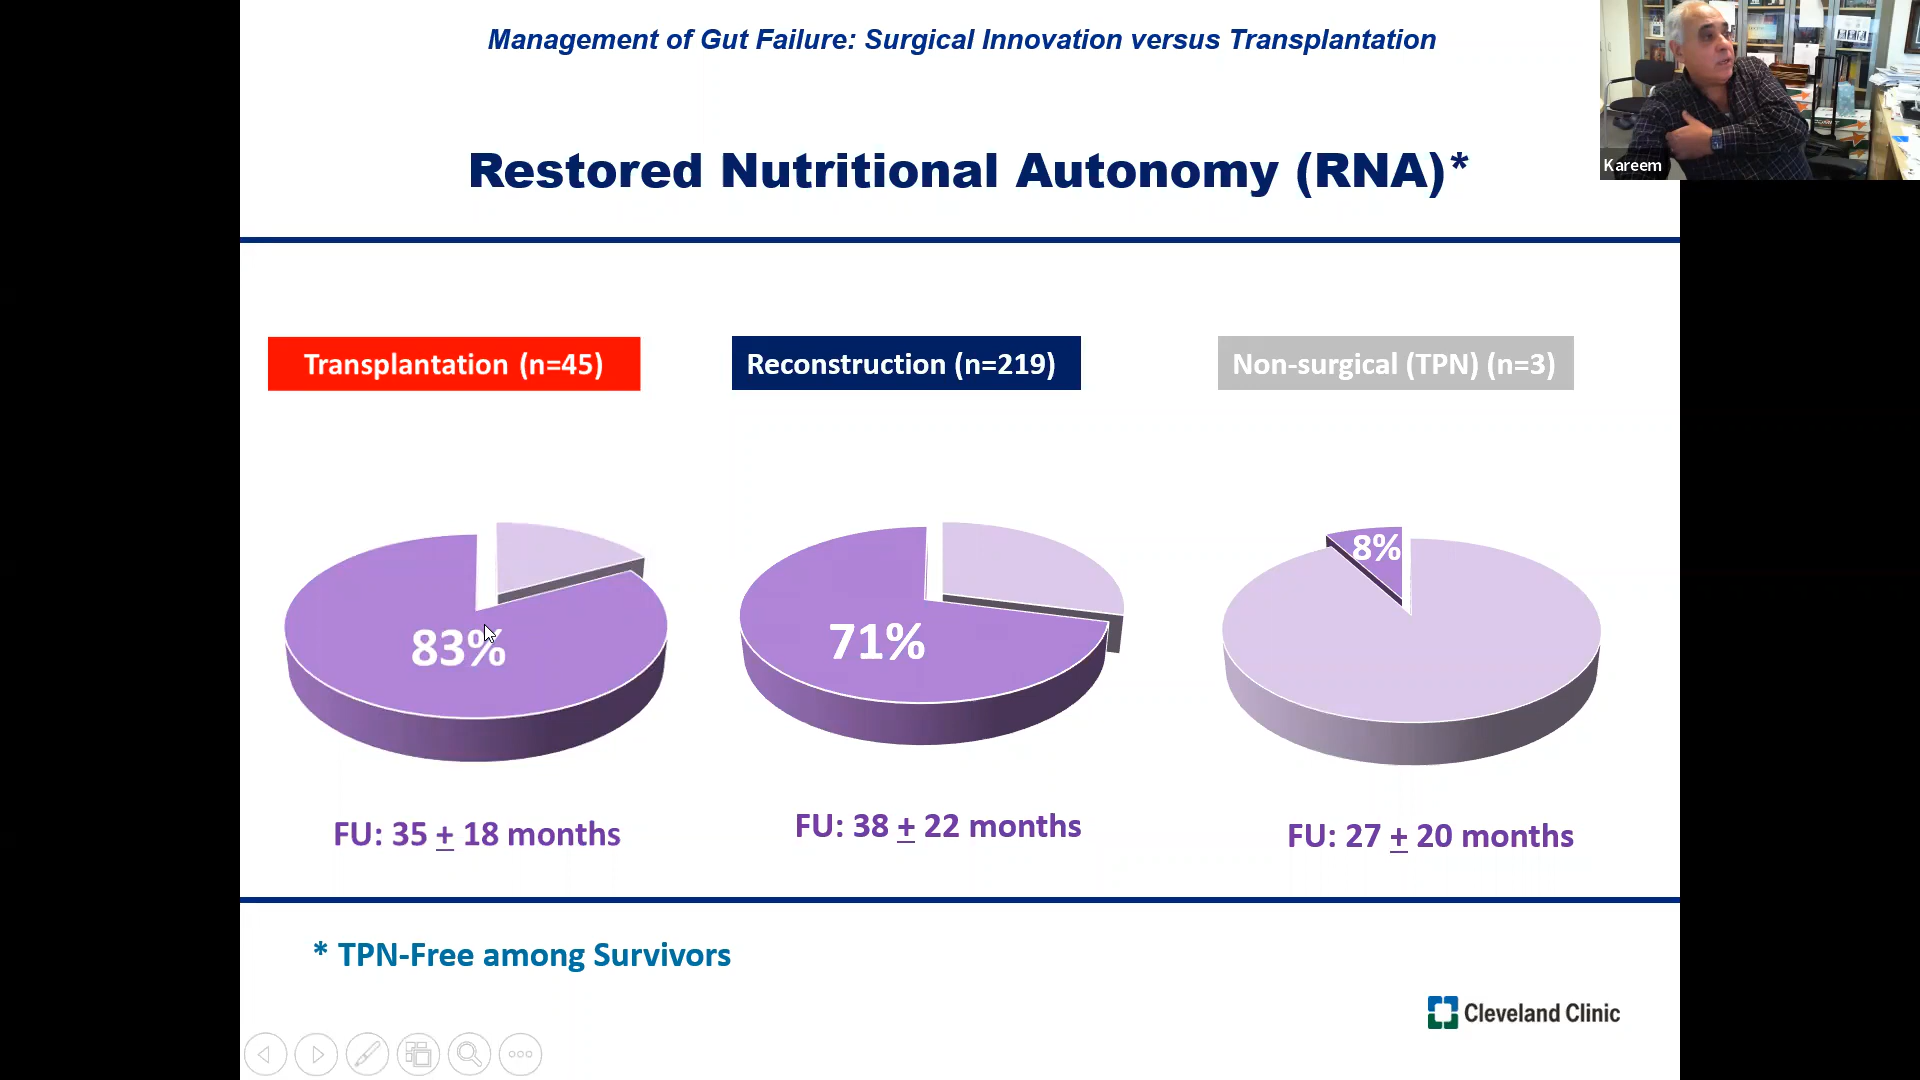 Management of Gut Failure: Surgical Innovation versus Transplantation
Kareem
Restored Nutritional Autonomy (RNA)*
Transplantation (n=45)
Reconstruction (n=219)
Non-surgical (TPN) (n=3)
83%
71%
8%
FU: 35 ± 18 months
FU: 38 ± 22 months
FU: 27 ± 20 months
* TPN-Free among Survivors
Cleveland Clinic